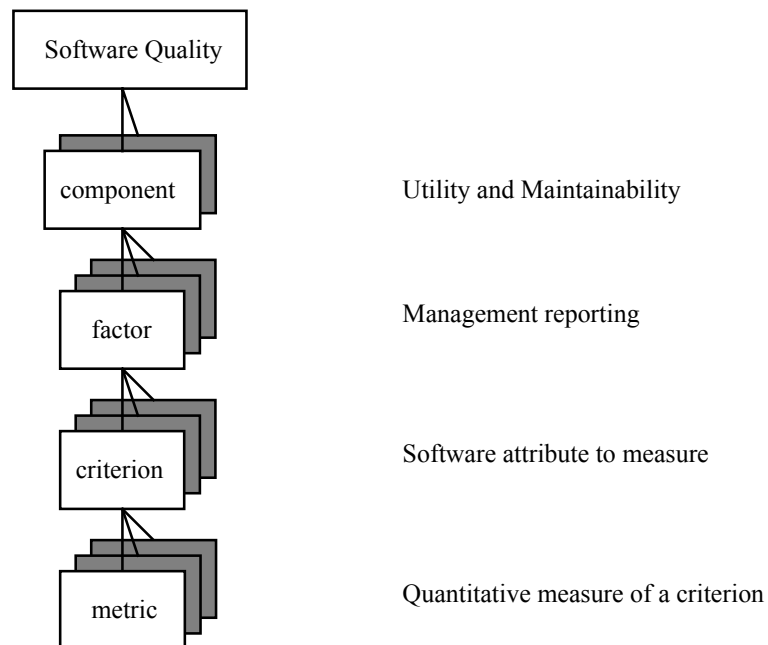 Software Quality
component
Utility and Maintainability
factor
Management reporting
criterion
Software attribute to measure
metric
Quantitative measure of a criterion